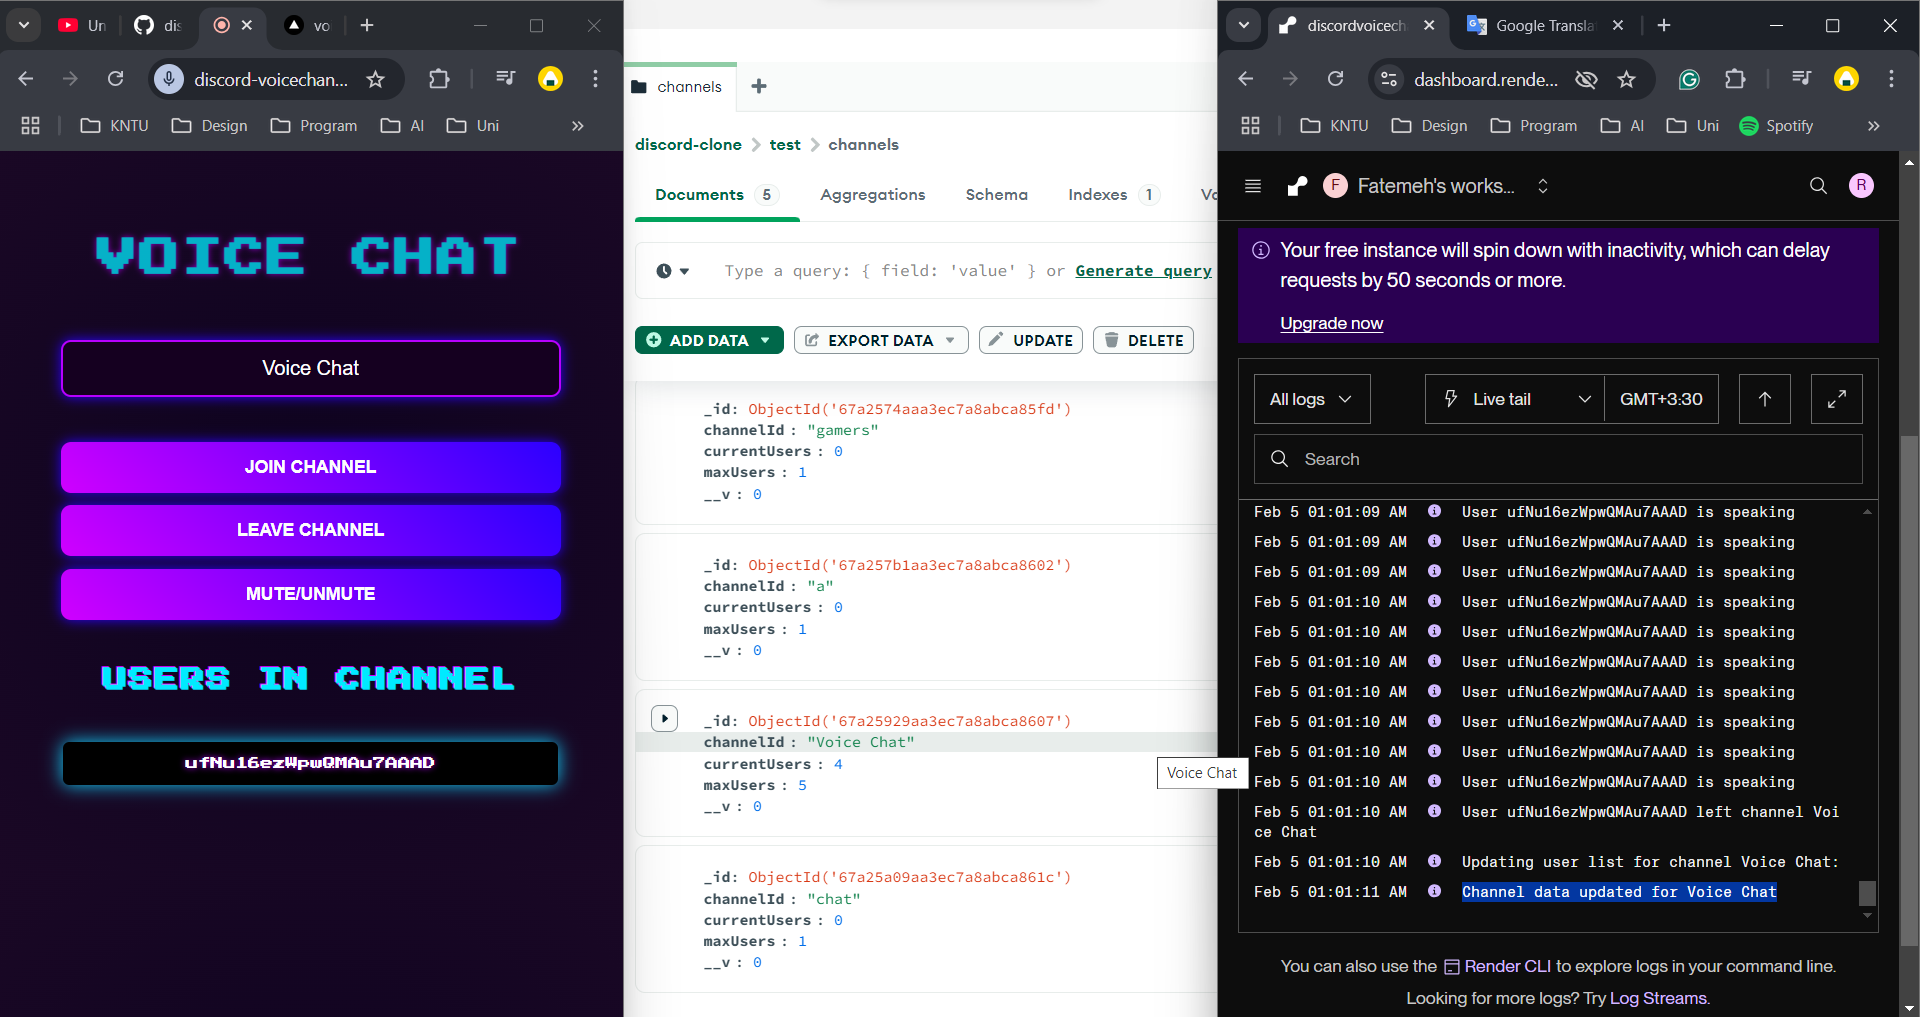 Un
dis
vo
discord-voicechan...
KNTU
Design
Program
AI
Uni
VOICE CHAT
Voice Chat
JOIN CHANNEL
LEAVE CHANNEL
MUTE/UNMUTE
USERS IN CHANNEL
ufNu16ezWpwQMAu7AAAD
channels
discord-clone > test > channels
Documents 5
Aggregations
Schema
Indexes 1
Va
Type a query: { field: 'value' } or Generate query
ADD DATA
EXPORT DATA
UPDATE
DELETE
_id: ObjectId('67a2574aaa3ec7a8abca85fd')
channelId : "gamers"
currentUsers : 0
maxUsers : 1
__v : 0
_id: ObjectId('67a257b1aa3ec7a8abca8602')
channelId : "a"
currentUsers : 0
maxUsers : 1
__v : 0
_id: ObjectId('67a25929aa3ec7a8abca8607')
channelId : "Voice Chat"
currentUsers : 4
maxUsers : 5
__v : 0
Voice Chat
_id: ObjectId('67a25a09aa3ec7a8abca861c')
channelId : "chat"
currentUsers : 0
maxUsers : 1
__v : 0
discordvoicech
Google Transla
dashboard.rende...
KNTU
Design
Program
AI
Uni
Spotify
F
Fatemeh's works...
R
Your free instance will spin down with inactivity, which can delay
requests by 50 seconds or more.
Upgrade now
All logs
Live tail
GMT+3:30
Search
Feb 5 01:01:09 AM User ufNu16ezWpwQMAu7AAAD is speaking
Feb 5 01:01:09 AM User ufNu16ezWpwQMAu7AAAD is speaking
Feb 5 01:01:09 AM User ufNu16ezWpwQMAu7AAAD is speaking
Feb 5 01:01:10 AM User ufNu16ezWpwQMAu7AAAD is speaking
Feb 5 01:01:10 AM User ufNu16ezWpwQMAu7AAAD is speaking
Feb 5 01:01:10 AM User ufNu16ezWpwQMAu7AAAD is speaking
Feb 5 01:01:10 AM User ufNu16ezWpwQMAu7AAAD is speaking
Feb 5 01:01:10 AM User ufNu16ezWpwQMAu7AAAD is speaking
Feb 5 01:01:10 AM User ufNu16ezWpwQMAu7AAAD is speaking
Feb 5 01:01:10 AM User ufNu16ezWpwQMAu7AAAD is speaking
Feb 5 01:01:10 AM User ufNu16ezWpwQMAu7AAAD left channel Voi
ce Chat
Feb 5 01:01:10 AM Updating user list for channel Voice Chat:
Feb 5 01:01:11 AM Channel data updated for Voice Chat
You can also use the Render CLI to explore logs in your command line.
Looking for more logs? Try Log Streams.